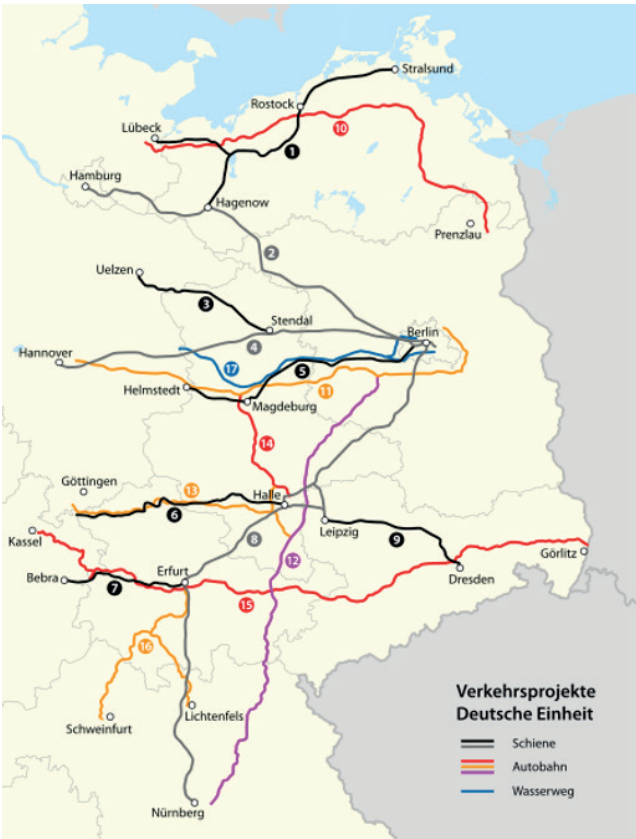 Stralsund
Rostock
10
Lübeck
1
Hamburg
Hagenow
Prenzlau
2
Uelzen
3
Stendal
Berlin
4
Hannover
17
5
Helmstedt
11
Magdeburg
14
Göttingen
13
Halle
6
Leipzig
Kassel
8
9
Görlitz
12
Bebra
Erfurt
Dresden
7
15
16
Verkehrsprojekte
Deutsche Einheit
Lichtenfels
Schweinfurt
Schiene
Autobahn
Wasserweg
Nürnberg